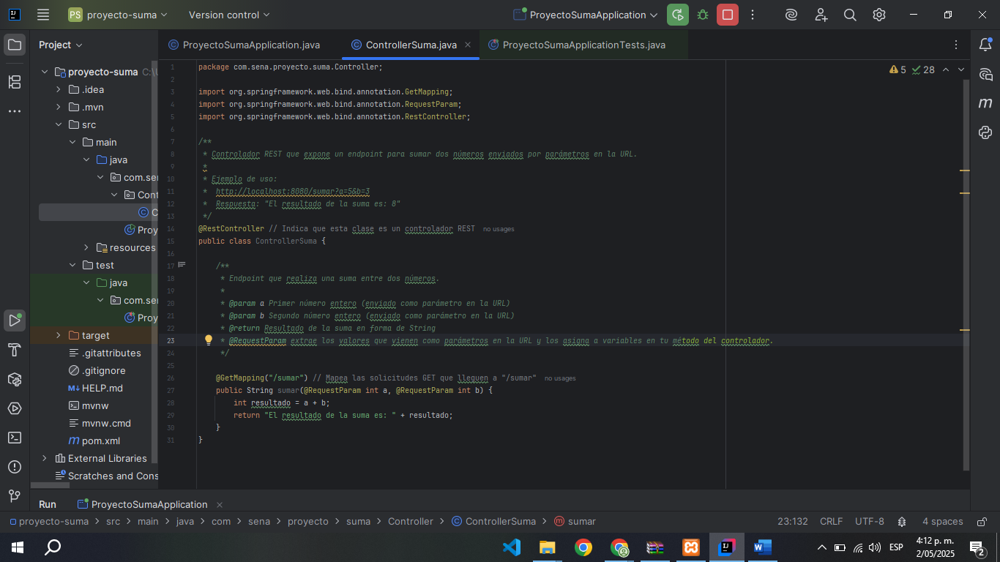 PS proyecto-suma Version control ProyectoSumaApplication
Project
ProyectoSumaApplication.java ControllerSuma.java ProyectoSumaApplicationTests.java
proyecto-suma C:\U
.idea
.mvn
src
main
java
com.sen
Cont
C
Proy
resources
test
java
com.sen
Proy
target
.gitattributes
.gitignore
HELP.md
mvnw
mvnw.cmd
pom.xml
External Libraries
Scratches and Cons
5 28
1 package com.sena.proyecto.suma.Controller;
2
3 import org.springframework.web.bind.annotation.GetMapping;
4 import org.springframework.web.bind.annotation.RequestParam;
5 import org.springframework.web.bind.annotation.RestController;
6
7 /**
8 * Controlador REST que expone un endpoint para sumar dos números enviados por parámetros en la URL.
9 *
10 * Ejemplo de uso:
11 * http://localhost:8080/sumar?a=5&b=3
12 * Respuesta: "El resultado de la suma es: 8"
13 */
14 @RestController // Indica que esta clase es un controlador REST no usages
15 public class ControllerSuma {
16
17 /**
18 * Endpoint que realiza una suma entre dos números.
19 *
20 * @param a Primer número entero (enviado como parámetro en la URL)
21 * @param b Segundo número entero (enviado como parámetro en la URL)
22 * @return Resultado de la suma en forma de String
23 * @RequestParam extrae los valores que vienen como parámetros en la URL y los asigna a variables en tu método del controlador.
24 */
25
26 @GetMapping("/sumar") // Mapea las solicitudes GET que lleguen a "/sumar" no usages
27 public String sumar(@RequestParam int a, @RequestParam int b) {
28 int resultado = a + b;
29 return "El resultado de la suma es: " + resultado;
30 }
31 }
Run ProyectoSumaApplication
proyecto-suma > src > main > java > com > sena > proyecto > suma > Controller > ControllerSuma > sumar 23:132 CRLF UTF-8 4 spaces
ESP
4:12 p. m.
2/05/2025
2